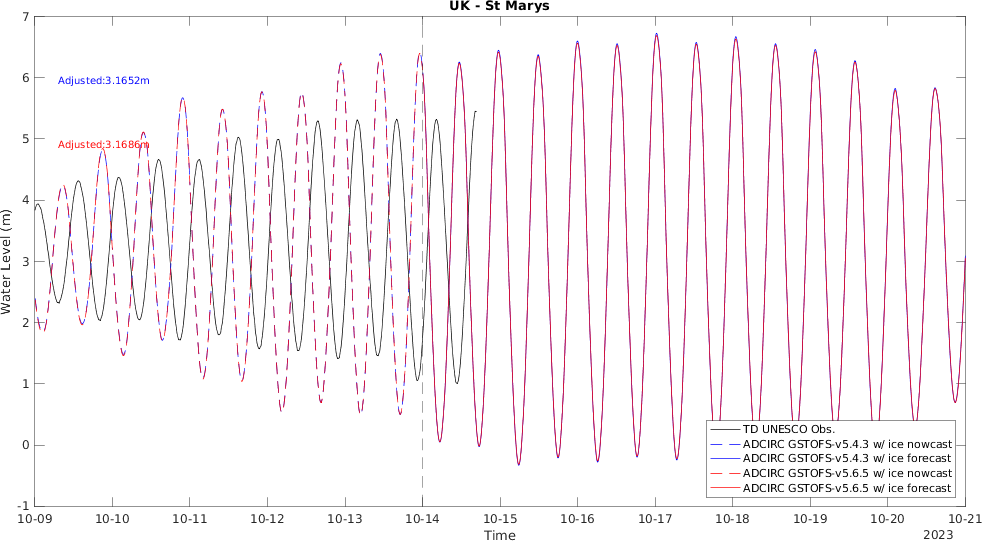 UK - St Marys
7
6
5
4
3
2
1
0
-1
Water Level (m)
Adjusted:3.1652m
Adjusted:3.1686m
TD UNESCO Obs.
ADCIRC GSTOFS-v5.4.3 w/ ice nowcast
ADCIRC GSTOFS-v5.4.3 w/ ice forecast
ADCIRC GSTOFS-v5.6.5 w/ ice nowcast
ADCIRC GSTOFS-v5.6.5 w/ ice forecast
10-09 10-10 10-11 10-12 10-13 10-14 10-15 10-16 10-17 10-18 10-19 10-20 10-21
Time
2023